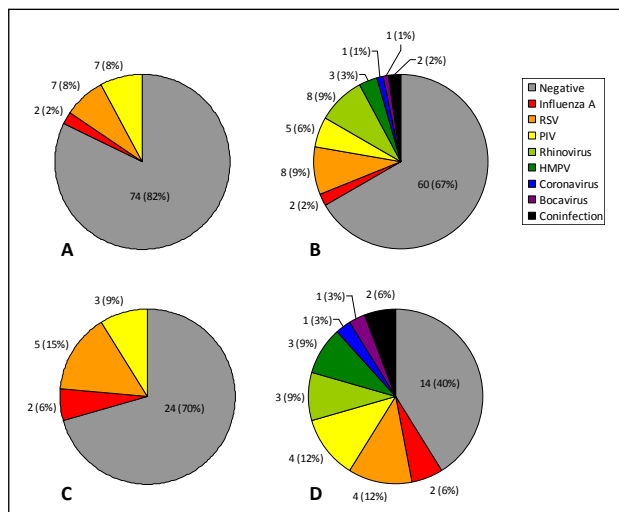 1 (1%)
1 (1%)
2 (2%)
3 (3%)
8 (9%)
5 (6%)
8 (9%)
2 (2%)
60 (67%)
B
7 (8%)
7 (8%)
2 (2%)
74 (82%)
A
Negative
Influenza A
RSV
PIV
Rhinovirus
HMPV
Coronavirus
Bocavirus
Coninfection
3 (9%)
5 (15%)
2 (6%)
24 (70%)
C
2 (6%)
1 (3%)
1 (3%)
3 (9%)
3 (9%)
4 (12%)
4 (12%)
2 (6%)
14 (40%)
D